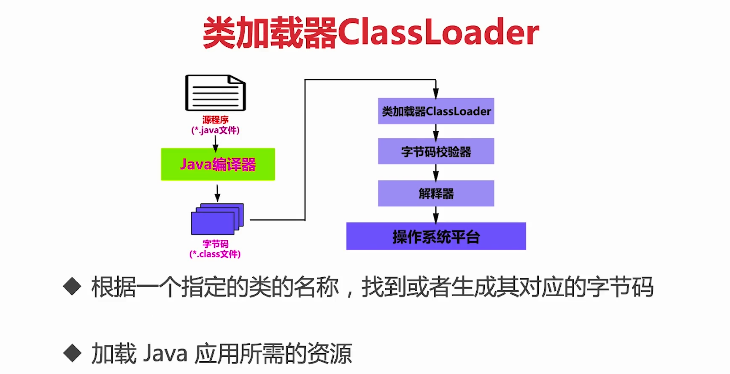 类加载器ClassLoader
源程序
(*.java文件)
Java编译器
字节码
(*.class文件)
类加载器ClassLoader
字节码校验器
解释器
操作系统平台
◆ 根据一个指定的类的名称，找到或者生成其对应的字节码
◆ 加载 Java 应用所需的资源